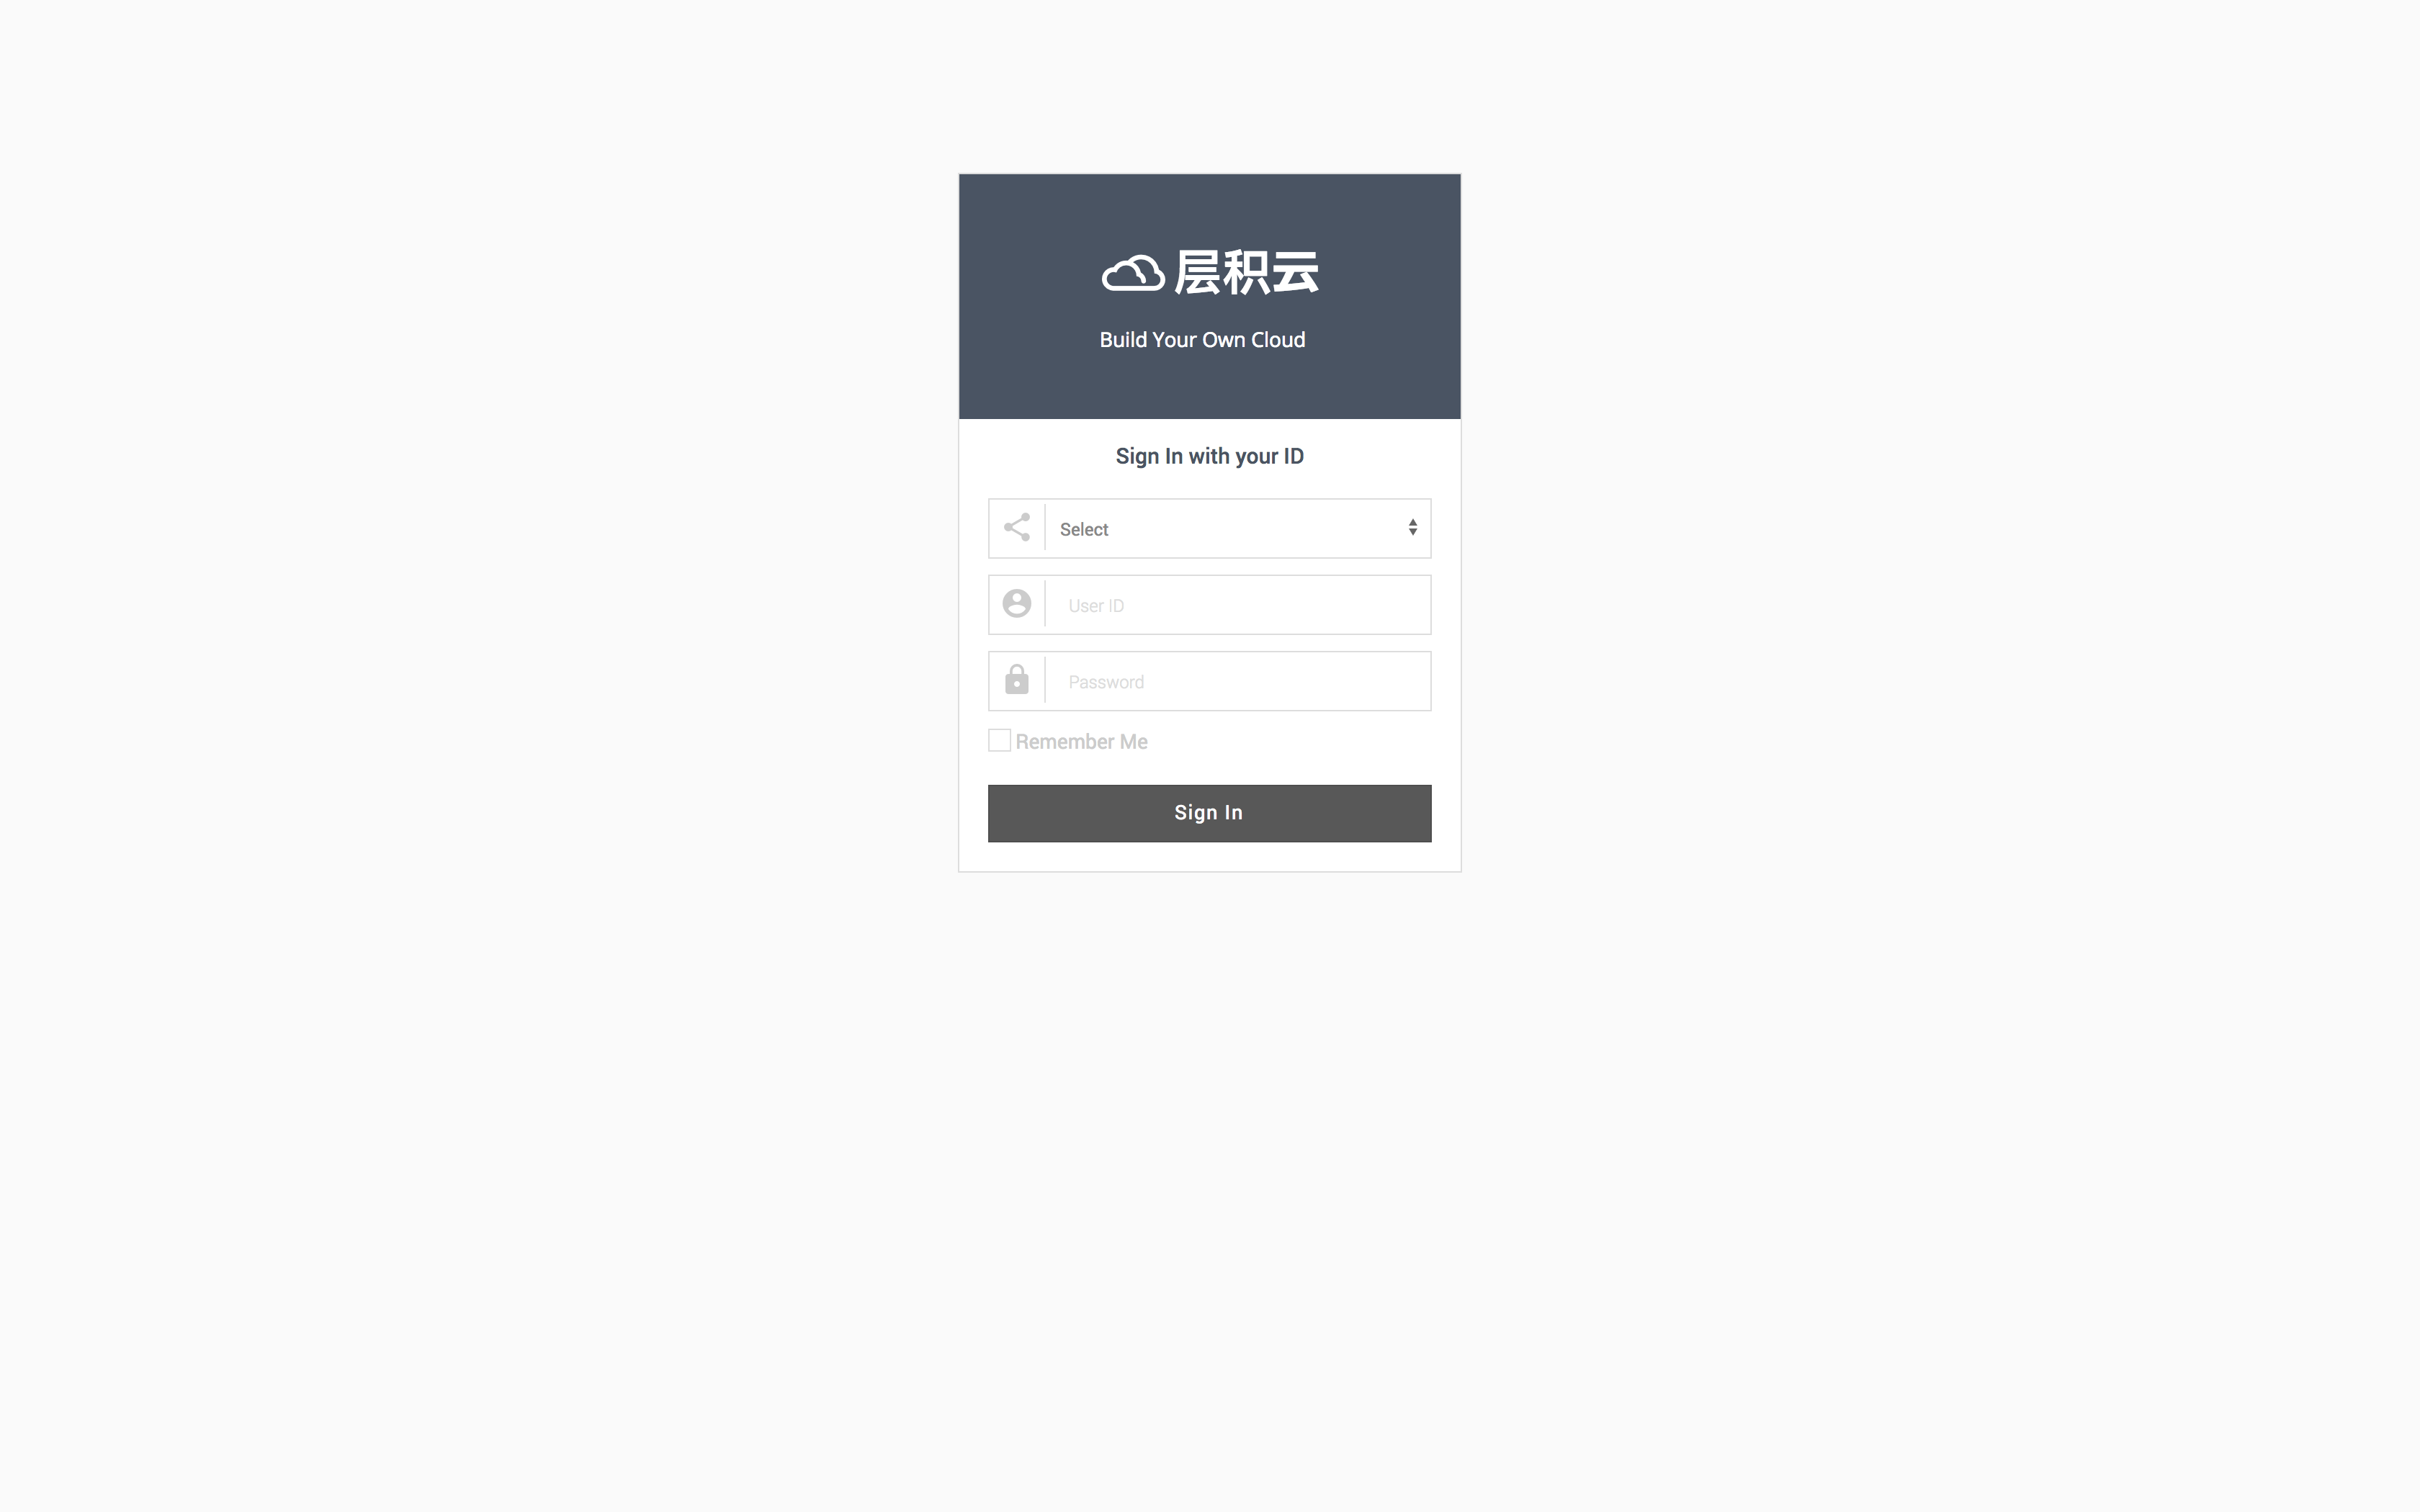 层积云
Build Your Own Cloud
Sign In with your ID
Select
User ID
Password
Remember Me
Sign In